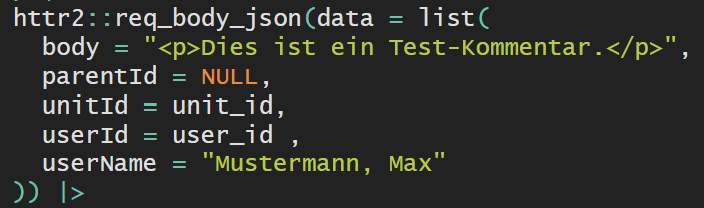 httr2::req_body_json(data = list(
body = "<p>Dies ist ein Test-Kommentar.</p>",
parentId = NULL,
unitId = unit_id,
userId = user_id ,
userName = "Mustermann, Max"
)) |>